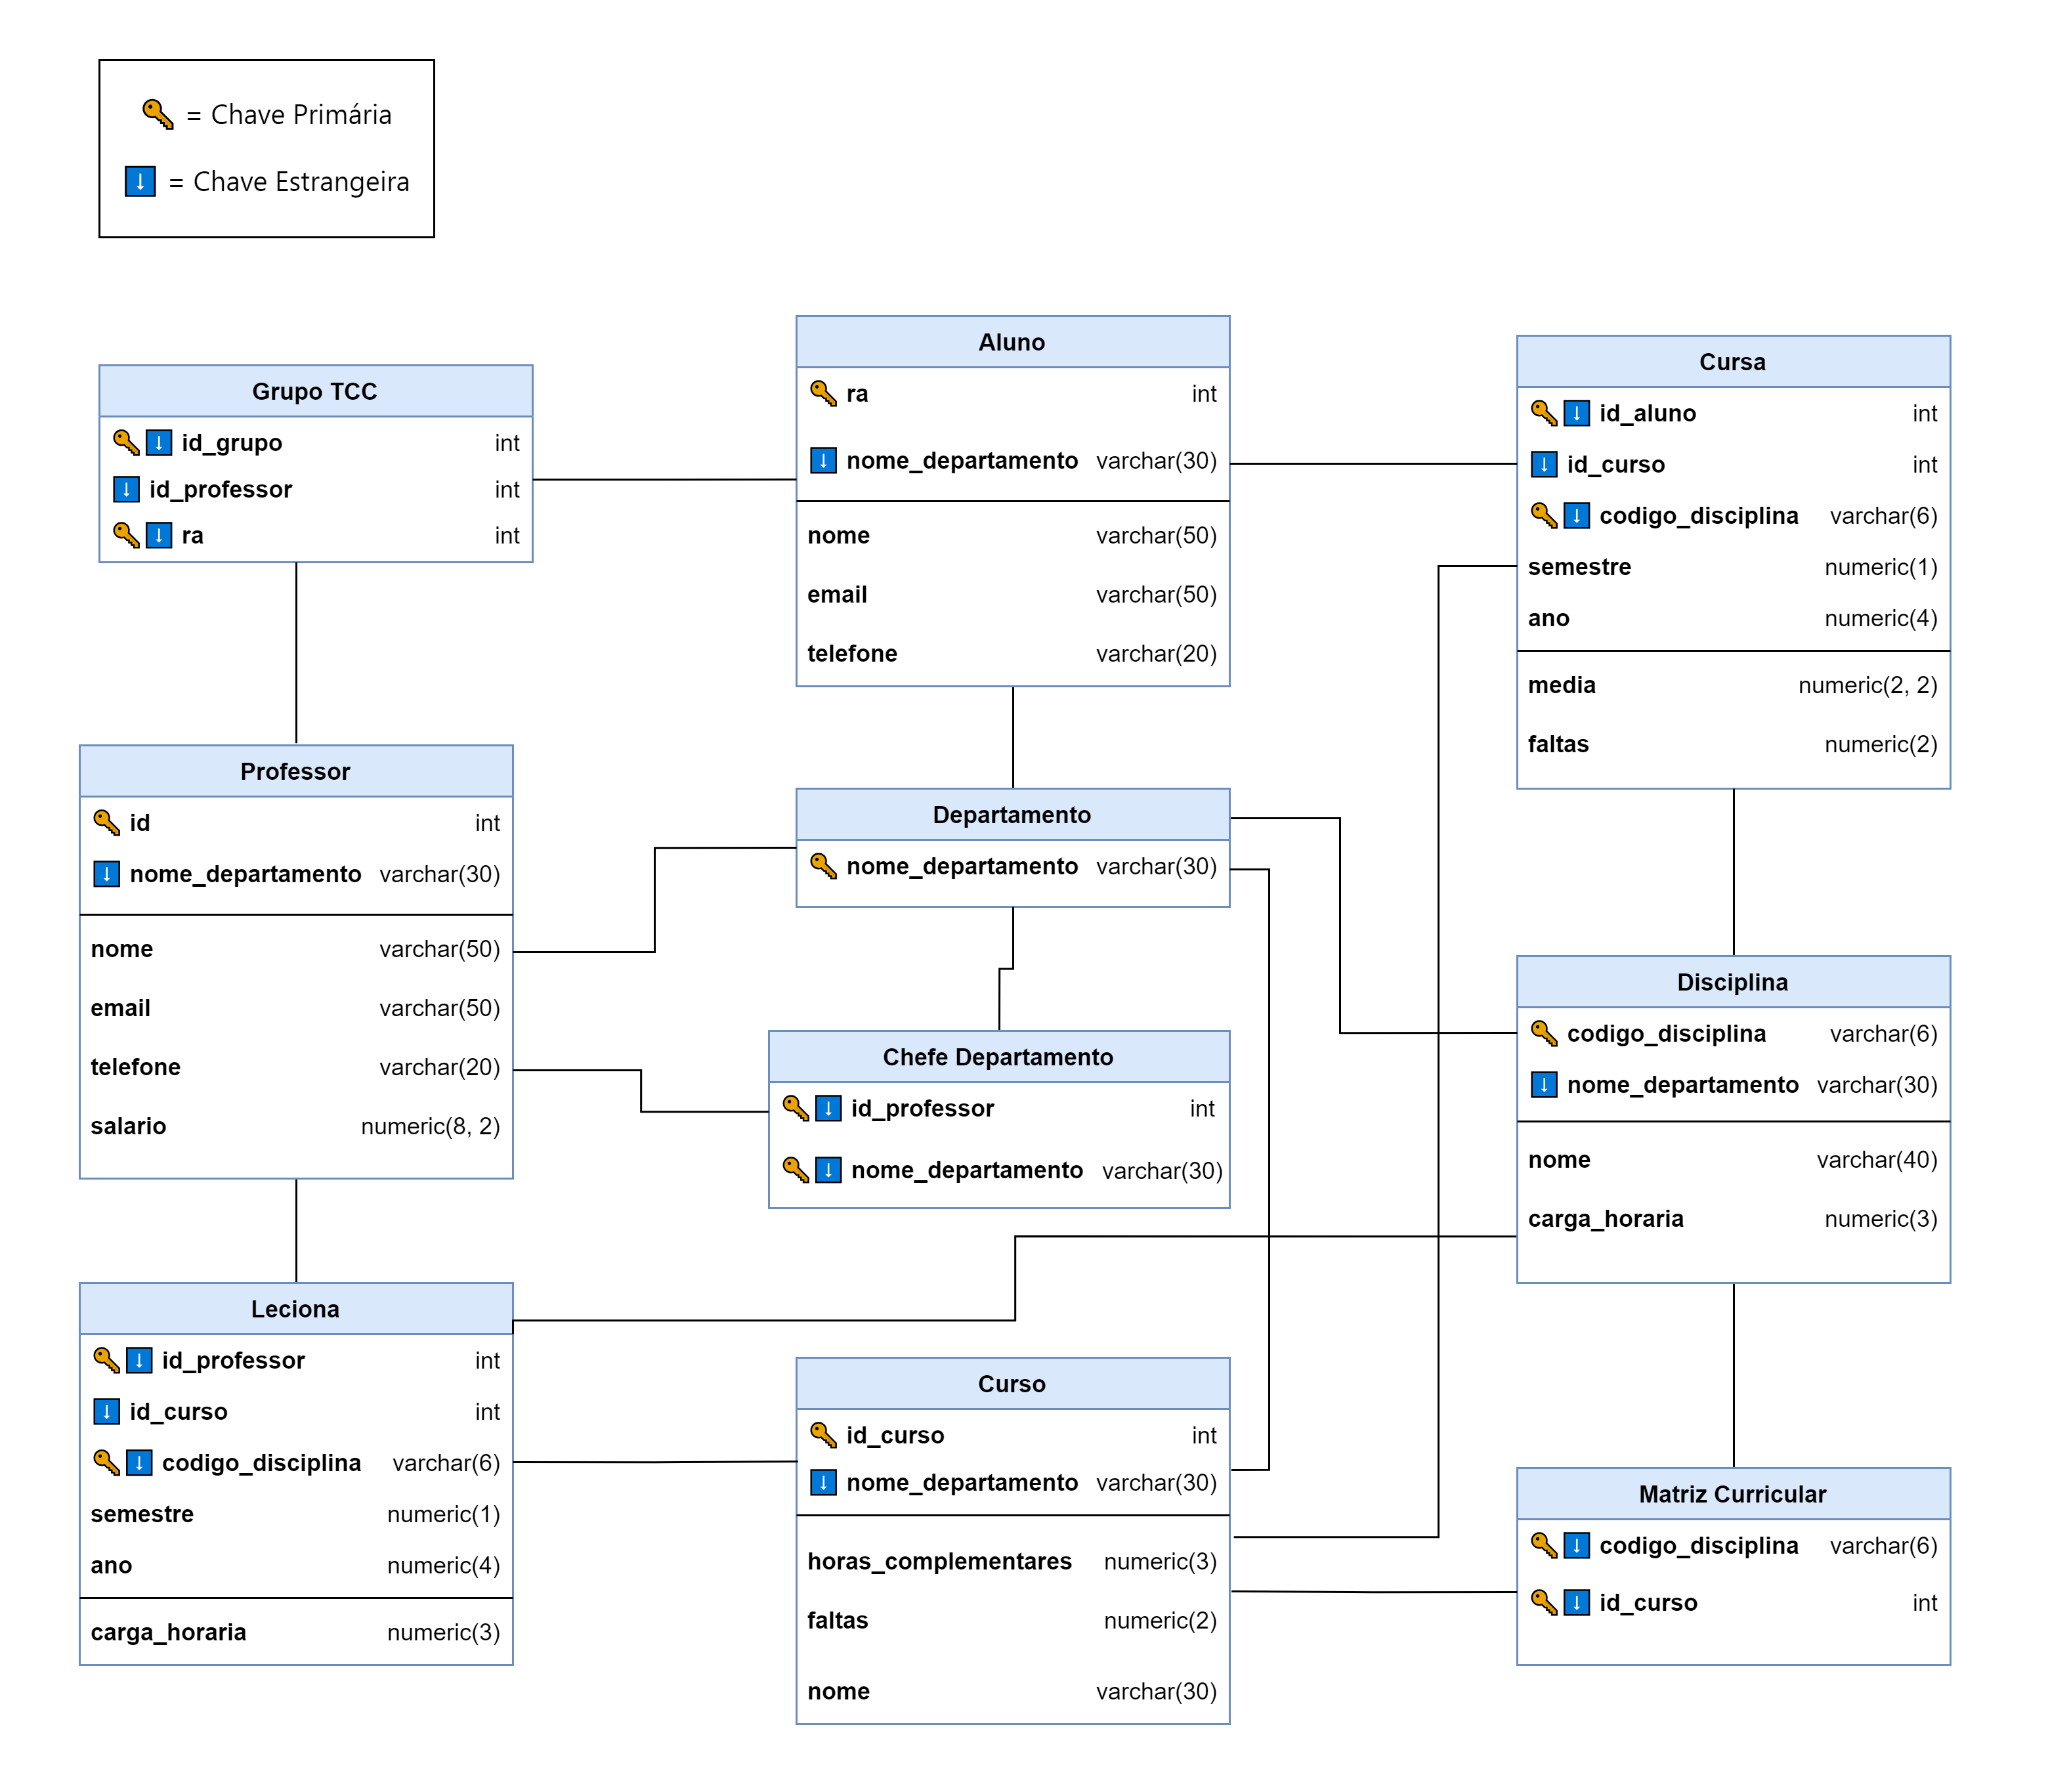 = Chave Primária
↓ = Chave Estrangeira
Grupo TCC
↓ id_grupo int
↓ id_professor int
↓ ra int
Aluno
ra int
↓ nome_departamento varchar(30)
nome varchar(50)
email varchar(50)
telefone varchar(20)
Cursa
↓ id_aluno int
↓ id_curso int
↓ codigo_disciplina varchar(6)
semestre numeric(1)
ano numeric(4)
media numeric(2, 2)
faltas numeric(2)
Professor
id int
↓ nome_departamento varchar(30)
nome varchar(50)
email varchar(50)
telefone varchar(20)
salario numeric(8, 2)
Departamento
nome_departamento varchar(30)
Chefe Departamento
↓ id_professor int
↓ nome_departamento varchar(30)
Disciplina
codigo_disciplina varchar(6)
↓ nome_departamento varchar(30)
nome varchar(40)
carga_horaria numeric(3)
Leciona
↓ id_professor int
↓ id_curso int
↓ codigo_disciplina varchar(6)
semestre numeric(1)
ano numeric(4)
carga_horaria numeric(3)
Curso
id_curso int
↓ nome_departamento varchar(30)
horas_complementares numeric(3)
faltas numeric(2)
nome varchar(30)
Matriz Curricular
↓ codigo_disciplina varchar(6)
↓ id_curso int